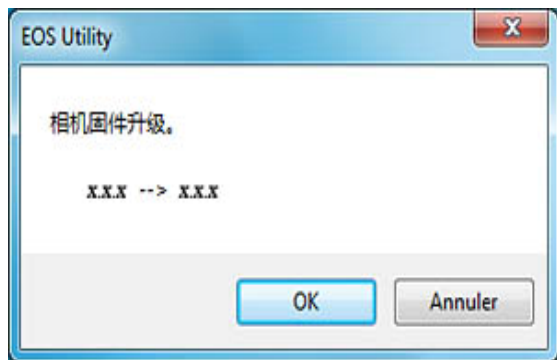 EOS Utility
相机固件升级。
x.x.x --> x.x.x
OK
Annuler